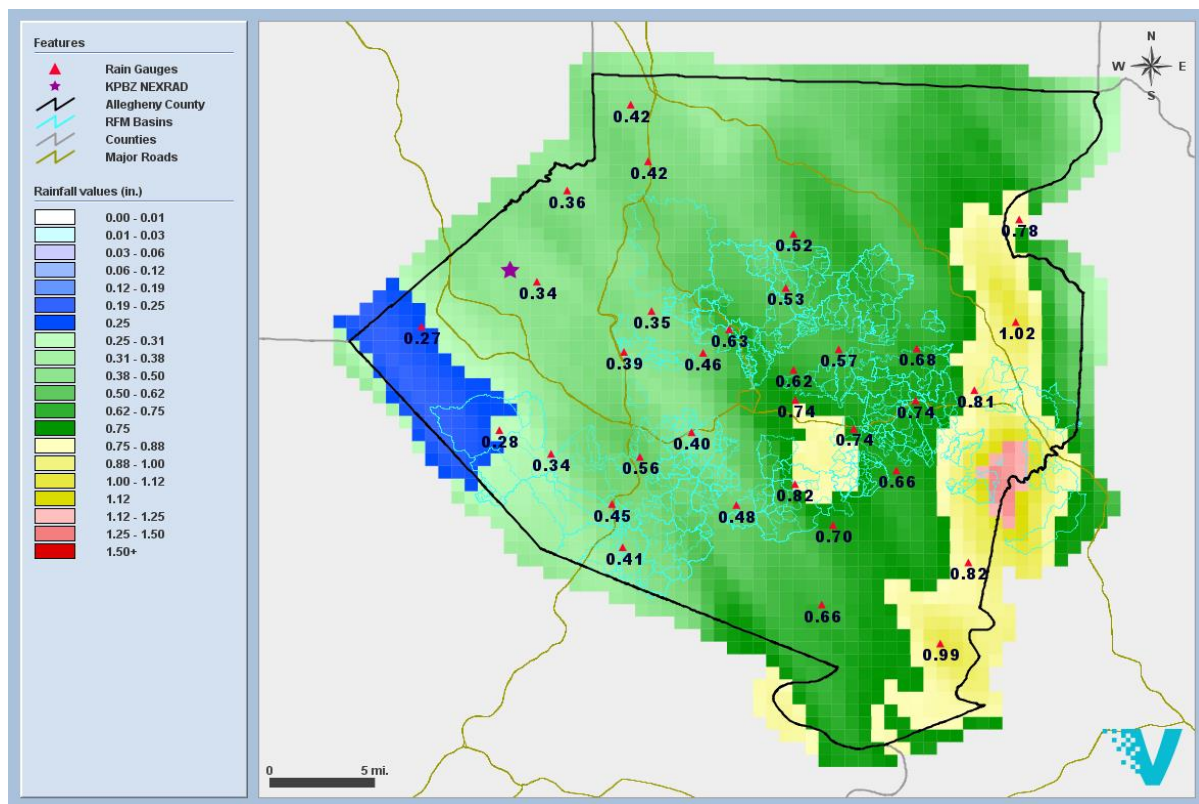 Features
Rain Gauges
KPBZ NEXRAD
Allegheny County
RFM Basins
Counties
Major Roads
Rainfall values (in.)
0.00 - 0.01
0.01 - 0.03
0.03 - 0.06
0.06 - 0.12
0.12 - 0.19
0.19 - 0.25
0.25
0.25 - 0.31
0.31 - 0.38
0.38 - 0.50
0.50 - 0.62
0.62 - 0.75
0.75
0.75 - 0.88
0.88 - 1.00
1.00 - 1.12
1.12
1.12 - 1.25
1.25 - 1.50
1.50+
N
W E
S
0.42
0.42
0.36
0.78
0.52
0.34
0.53
0.35
1.02
0.27
0.63
0.39
0.46
0.57
0.68
0.62
0.81
0.74
0.74
0.28
0.40
0.74
0.34
0.56
0.66
0.82
0.45
0.48
0.70
0.41
0.82
0.66
0.99
0 5 mi.
V